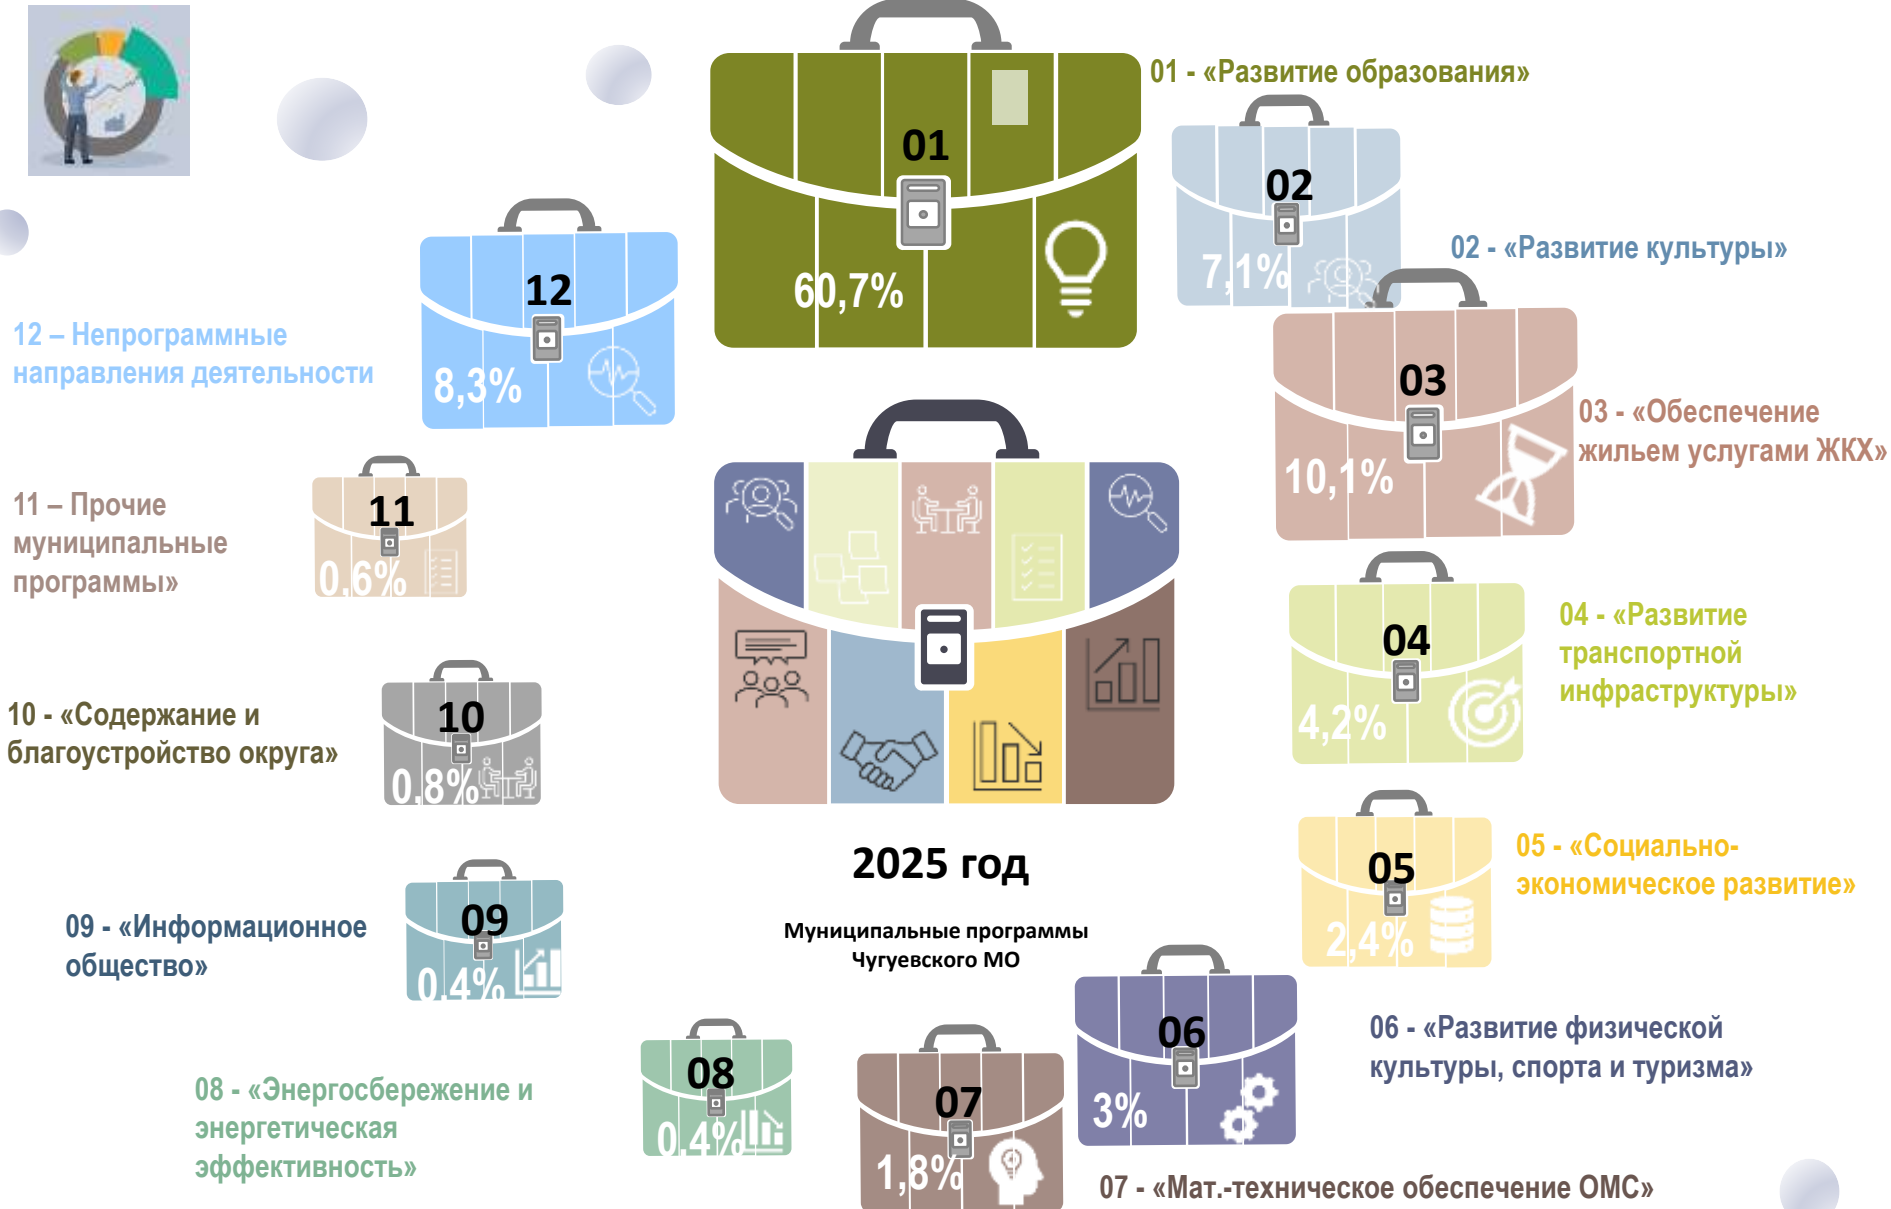 01 - «Развитие образования»
01
60,7%
02
7,1%
02 - «Развитие культуры»
03
10,1%
03 - «Обеспечение
жильем услугами ЖКХ»
04
4,2%
04 - «Развитие
транспортной
инфраструктуры»
05
2,4%
05 - «Социально-
экономическое развитие»
06
3%
06 - «Развитие физической
культуры, спорта и туризма»
07
1,8%
07 - «Мат.-техническое обеспечение ОМС»
08
0,4%
08 - «Энергосбережение и
энергетическая
эффективность»
09
0,4%
09 - «Информационное
общество»
10
0,8%
10 - «Содержание и
благоустройство округа»
11
0,6%
11 – Прочие
муниципальные
программы»
12
8,3%
12 – Непрограммные
направления деятельности
2025 год
Муниципальные программы
Чугуевского МО